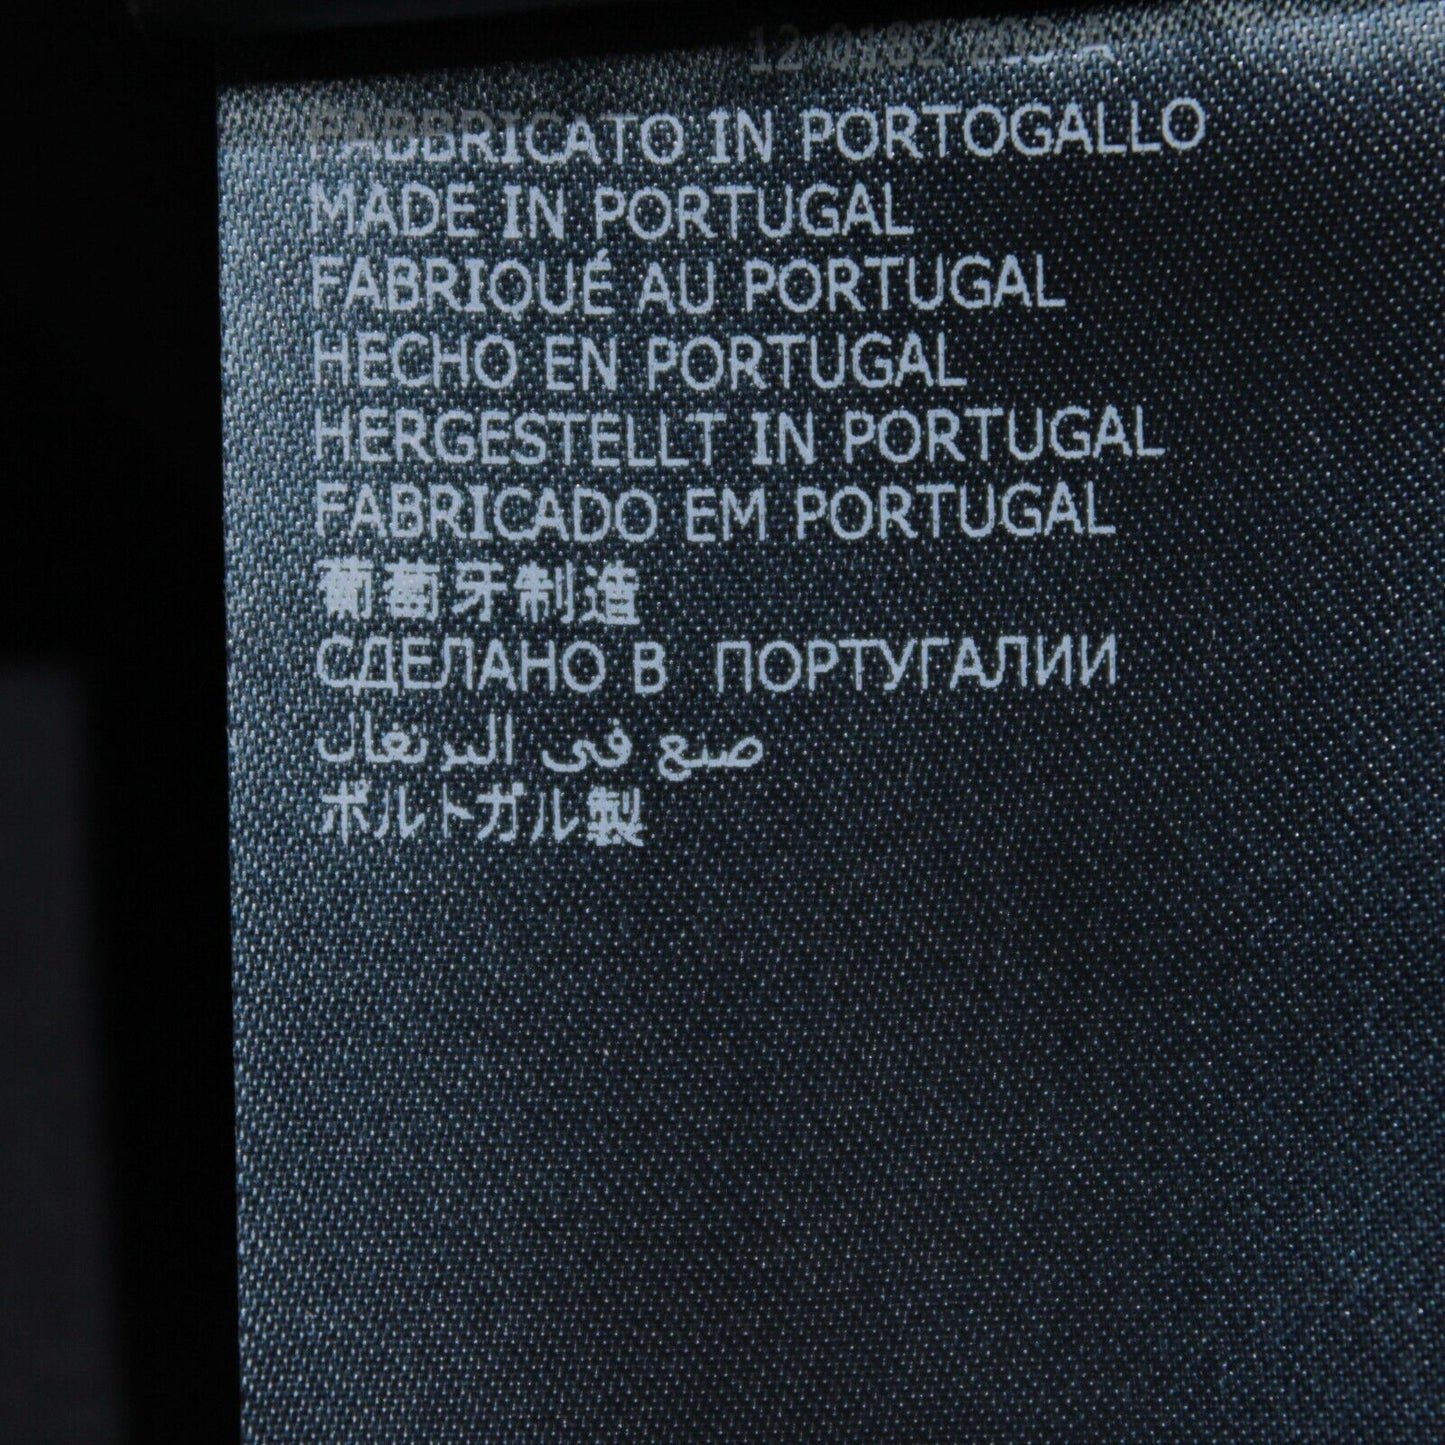 FABBRICATO IN PORTOGALLO
MADE IN PORTUGAL
FABRIQUÉ AU PORTUGAL
HECHO EN PORTUGAL
HERGESTELLT IN PORTUGAL
FABRICADO EM PORTUGAL
葡萄牙制造
СДЕЛАНО В ПОРТУГАЛИИ
صنع فى البرتغال
ポルトガル製